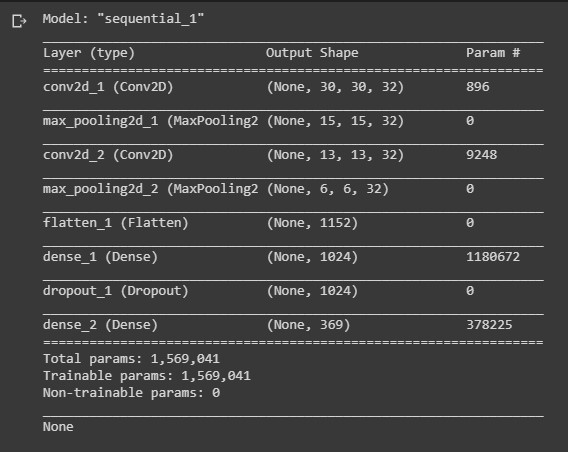 Model: "sequential_1"
Layer (type) Output Shape Param #
conv2d_1 (Conv2D) (None, 30, 30, 32) 896
max_pooling2d_1 (MaxPooling2 (None, 15, 15, 32) 0
conv2d_2 (Conv2D) (None, 13, 13, 32) 9248
max_pooling2d_2 (MaxPooling2 (None, 6, 6, 32) 0
flatten_1 (Flatten) (None, 1152) 0
dense_1 (Dense) (None, 1024) 1180672
dropout_1 (Dropout) (None, 1024) 0
dense_2 (Dense) (None, 369) 378225
Total params: 1,569,041
Trainable params: 1,569,041
Non-trainable params: 0
None